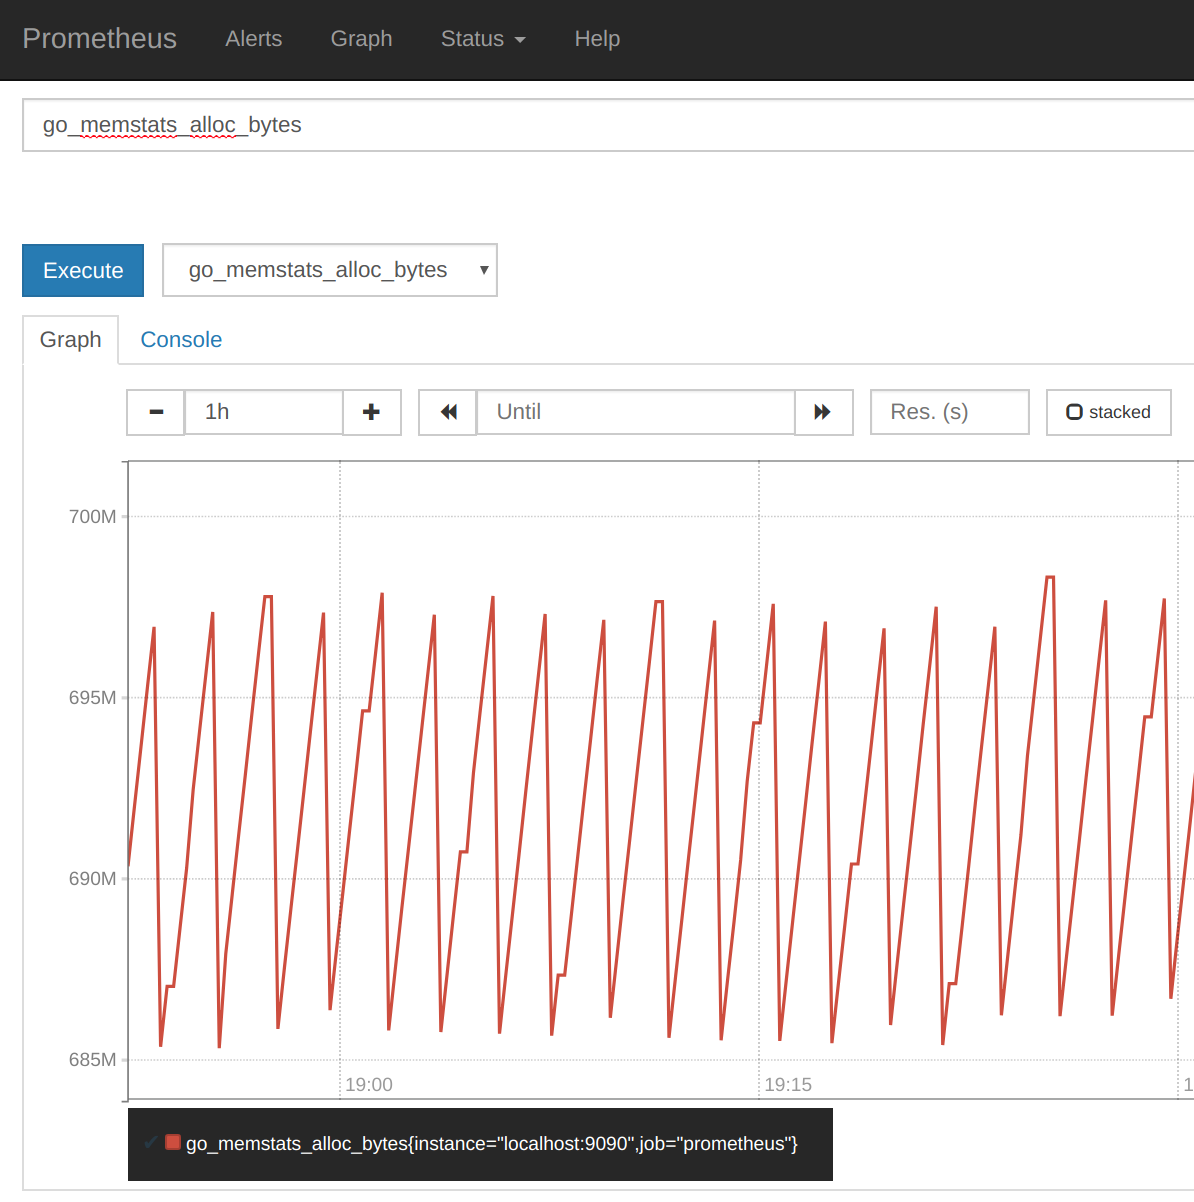 Prometheus Alerts Graph Status Help
go_memstats_alloc_bytes
Execute go_memstats_alloc_bytes
Graph Console
1h Until Res. (s) stacked
700M
695M
690M
685M
19:00 19:15 1
go_memstats_alloc_bytes{instance="localhost:9090",job="prometheus"}